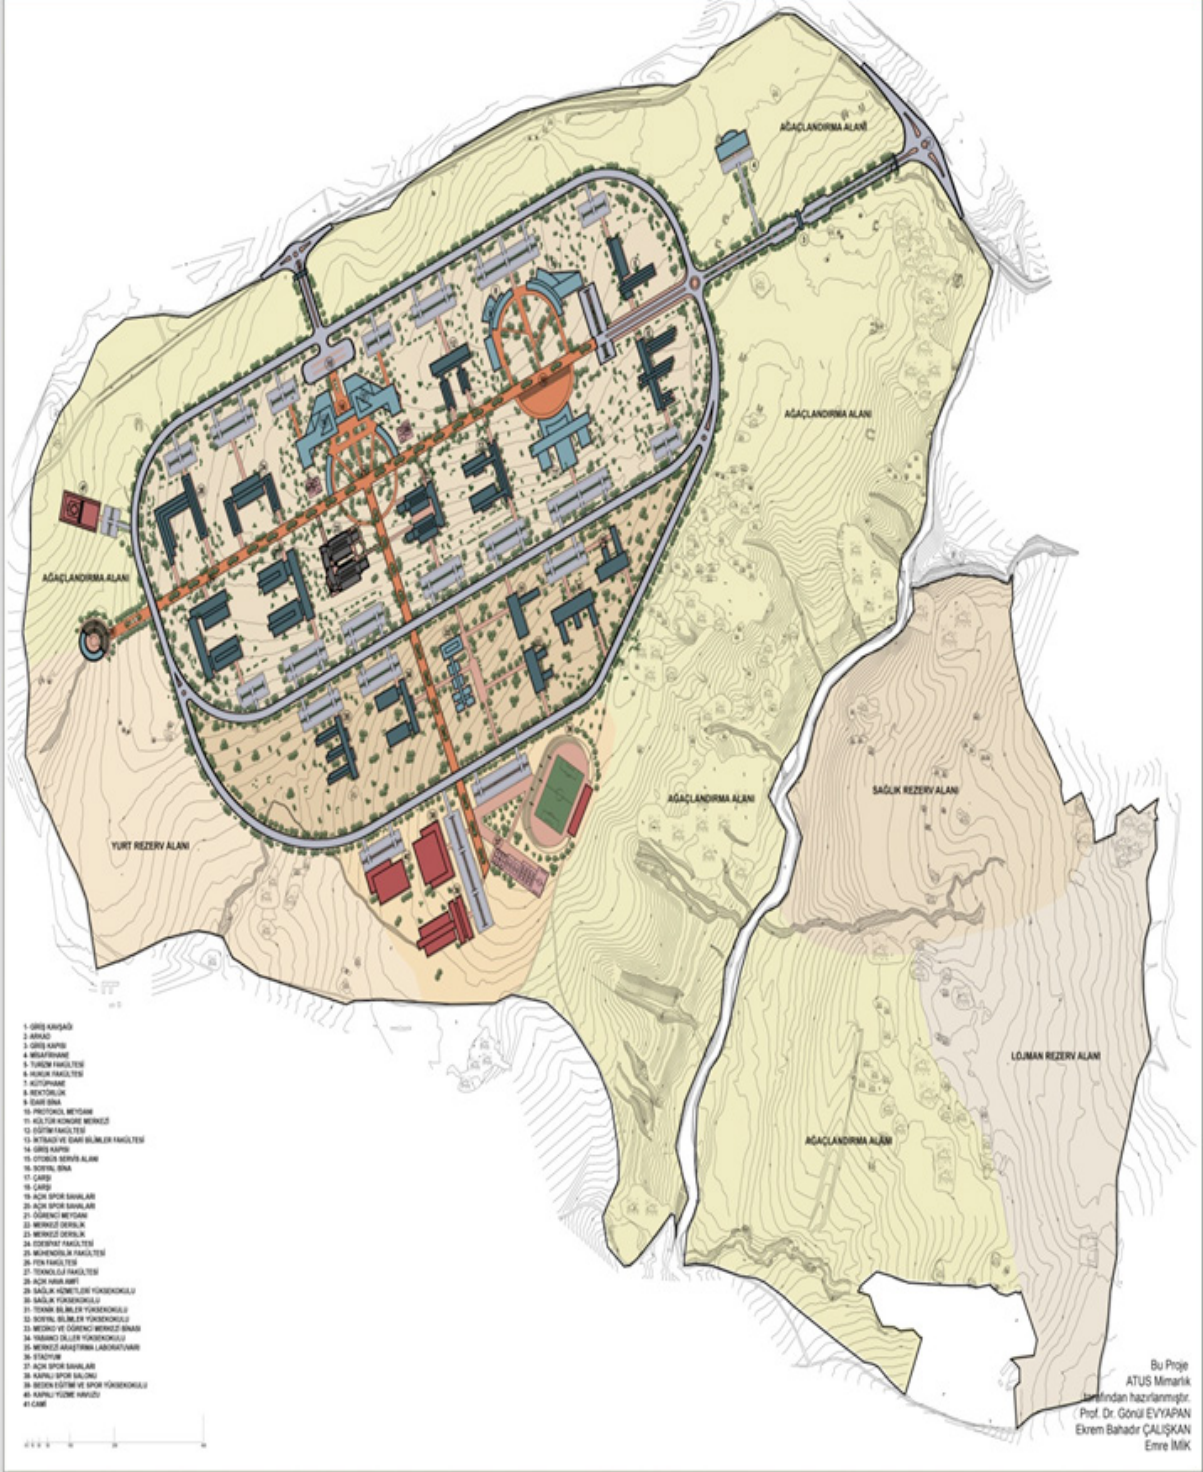 AĞAÇLANDIRMA ALANI
AĞAÇLANDIRMA ALANI
AĞAÇLANDIRMA ALANI
YURT REZERV ALANI
AĞAÇLANDIRMA ALANI
SAĞLIK REZERV ALANI
LOJMAN REZERV ALANI
AĞAÇLANDIRMA ALANI
1- GİRİŞ KAVŞAĞI
2- ARKAD
3- GİRİŞ KAPISI
4- MİSAFİRHANE
5- TURİZM FAKÜLTESİ
6- HUKUK FAKÜLTESİ
7- KÜTÜPHANE
8- REKTÖRLÜK
9- İDARİ BİNA
10- PROTOKOL MEYDANI
11- KÜLTÜR KONGRE MERKEZİ
12- EĞİTİM FAKÜLTESİ
13- İKTİSADİ VE İDARİ BİLİMLER FAKÜLTESİ
14- GİRİŞ KAPISI
15- OTOBÜS SERVİS ALANI
16- SOSYAL BİNA
17- ÇARŞI
18- ÇARŞI
19- AÇIK SPOR SAHALARI
20- AÇIK SPOR SAHALARI
21- ÖĞRENCİ MEYDANI
22- MERKEZİ DERSLİK
23- MERKEZİ DERSLİK
24- EDEBİYAT FAKÜLTESİ
25- MÜHENDİSLİK FAKÜLTESİ
26- FEN FAKÜLTESİ
27- TEKNOLOJİ FAKÜLTESİ
28- AÇIK HAVA AMFİ
29- SAĞLIK HİZMETLERİ YÜKSEKOKULU
30- SAĞLIK YÜKSEKOKULU
31- TEKNİK BİLİMLER YÜKSEKOKULU
32- SOSYAL BİLİMLER YÜKSEKOKULU
33- MEDİKO VE ÖĞRENCİ MERKEZİ BİNASI
34- YABANCI DİLLER YÜKSEKOKULU
35- MERKEZİ ARAŞTIRMA LABORATUVARI
36- STADYUM
37- AÇIK SPOR SAHALARI
38- KAPALI SPOR SALONU
39- BEDEN EĞİTİMİ VE SPOR YÜKSEKOKULU
40- KAPALI YÜZME HAVUZU
41 CAMİ
Bu Proje
ATUS Mimarlık
tarafından hazırlanmıştır.
Prof. Dr. Gönül EVYAPAN
Ekrem Bahadır ÇALIŞKAN
Emre İMİK